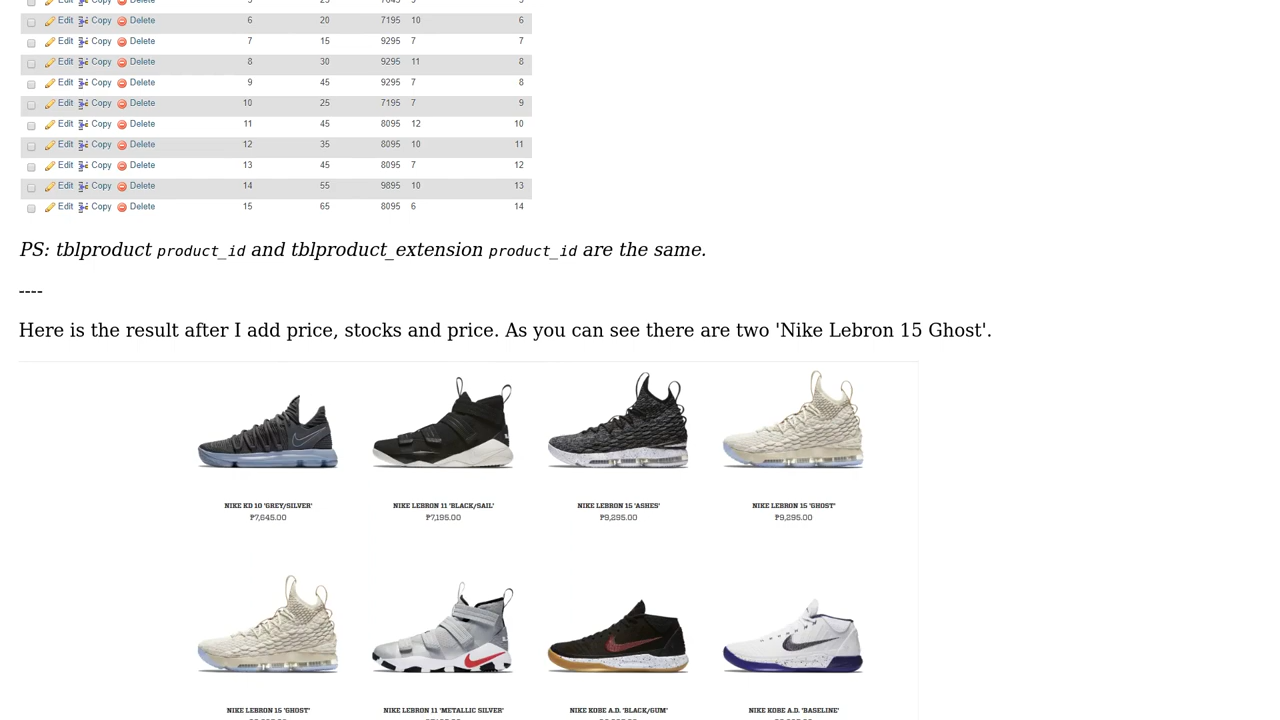 Edit Copy Delete 6 20 7195 10 6
Edit Copy Delete 7 15 9295 7 7
Edit Copy Delete 8 30 9295 11 8
Edit Copy Delete 9 45 9295 7 8
Edit Copy Delete 10 25 7195 7 9
Edit Copy Delete 11 45 8095 12 10
Edit Copy Delete 12 35 8095 10 11
Edit Copy Delete 13 45 8095 7 12
Edit Copy Delete 14 55 9895 10 13
Edit Copy Delete 15 65 8095 6 14
PS: tblproduct product_id and tblproduct_extension product_id are the same.
----
Here is the result after I add price, stocks and price. As you can see there are two 'Nike Lebron 15 Ghost'.
NIKE KD 10 'GREY/SILVER' NIKE LEBRON 11 'BLACK/SAIL' NIKE LEBRON 15 'ASHES' NIKE LEBRON 15 'GHOST'
₱7,645.00 ₱7,195.00 ₱9,295.00 ₱9,295.00
NIKE LEBRON 15 'GHOST' NIKE LEBRON 11 'METALLIC SILVER' NIKE KOBE A.D. 'BLACK/GUM' NIKE KOBE A.D. 'BASELINE'